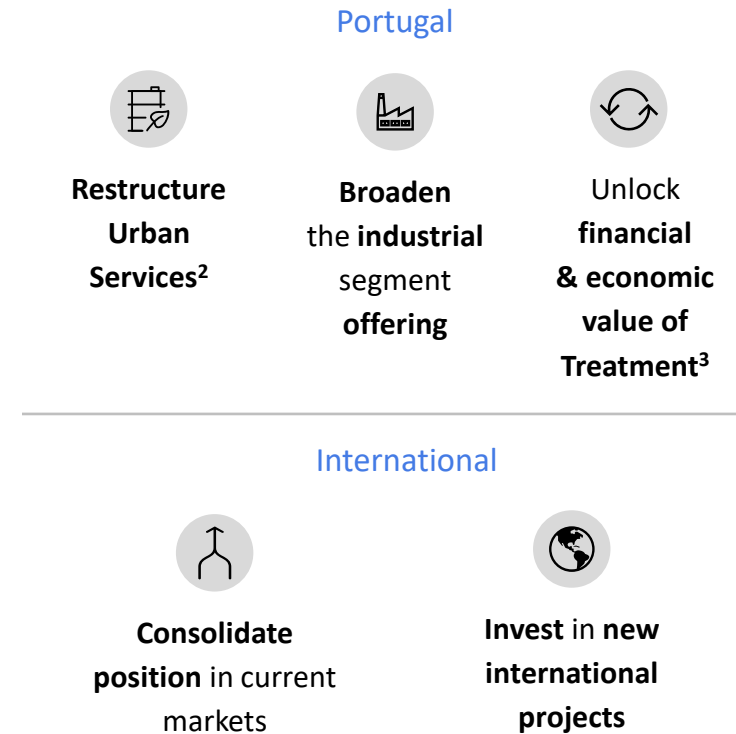 Portugal
Restructure
Urban
Services²
Broaden
the industrial
segment
offering
Unlock
financial
& economic
value of
Treatment³
International
Consolidate
position in current
markets
Invest in new
international
projects